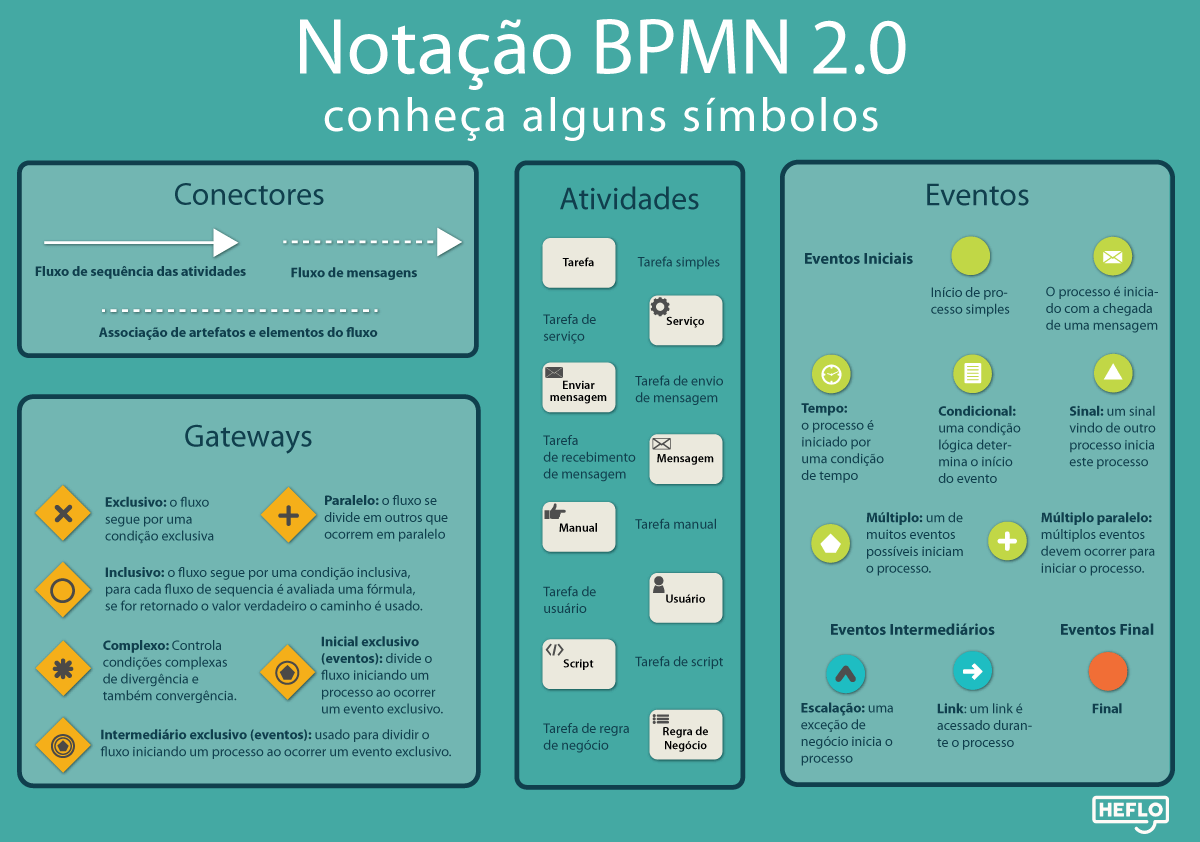 Notação BPMN 2.0
conheça alguns símbolos
Conectores
Fluxo de sequência das atividades
Fluxo de mensagens
Associação de artefatos e elementos do fluxo
Gateways
Exclusivo: o fluxo
segue por uma
condição exclusiva
Paralelo: o fluxo se
divide em outros que
ocorrem em paralelo
Inclusivo: o fluxo segue por uma condição inclusiva,
para cada fluxo de sequencia é avaliada uma fórmula,
se for retornado o valor verdadeiro o caminho é usado.
Complexo: Controla
condições complexas
de divergência e
também convergência.
Inicial exclusivo
(eventos): divide o
fluxo iniciando um
processo ao ocorrer
um evento exclusivo.
Intermediário exclusivo (eventos): usado para dividir o
fluxo iniciando um processo ao ocorrer um evento exclusivo.
Atividades
Tarefa
Tarefa simples
Tarefa de
serviço
Serviço
Enviar
mensagem
Tarefa de envio
de mensagem
Tarefa
de recebimento
de mensagem
Mensagem
Manual
Tarefa manual
Tarefa de
usuário
Usuário
Script
Tarefa de script
Tarefa de regra
de negócio
Regra de
Negócio
Eventos
Eventos Iniciais
Início de pro-
cesso simples
O processo é inicia-
do com a chegada
de uma mensagem
Tempo:
o processo é
iniciado por
uma condição
de tempo
Condicional:
uma condição
lógica deter-
mina o início
do evento
Sinal: um sinal
vindo de outro
processo inicia
este processo
Múltiplo: um de
muitos eventos
possíveis iniciam
o processo.
Múltiplo paralelo:
múltiplos eventos
devem ocorrer para
iniciar o processo.
Eventos Intermediários
Escalação: uma
exceção de
negócio inicia o
processo
Link: um link é
acessado duran-
te o processo
Eventos Final
Final
HEFLO